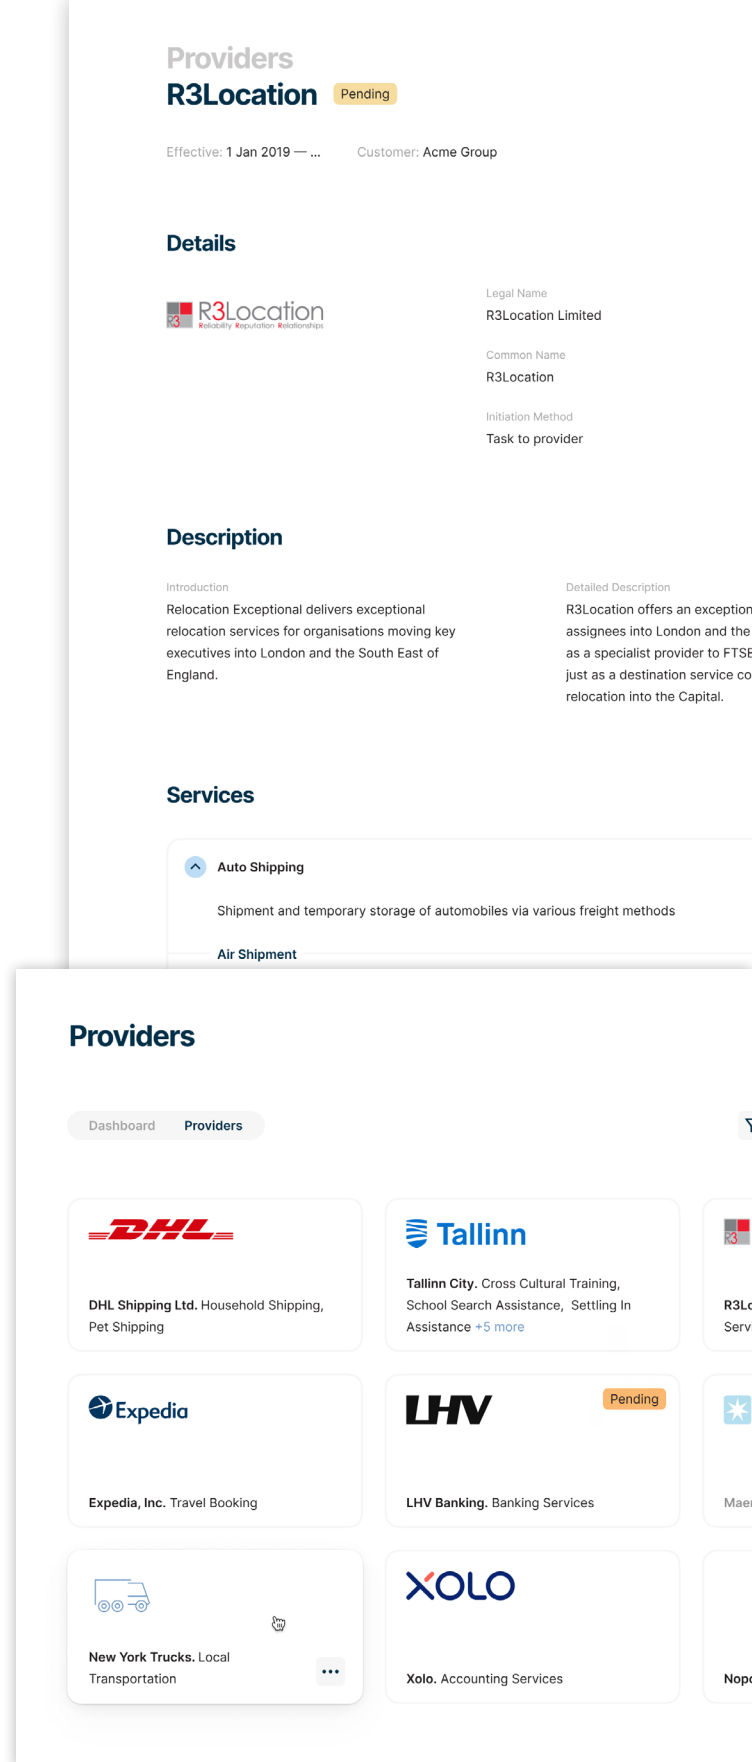 Providers
R3Location Pending
Effective: 1 Jan 2019 — ... Customer: Acme Group
Details
R3 R3Location
Reliability Reputation Relationships
Legal Name
R3Location Limited
Common Name
R3Location
Initiation Method
Task to provider
Description
Introduction
Relocation Exceptional delivers exceptional
relocation services for organisations moving key
executives into London and the South East of
England.
Detailed Description
R3Location offers an exception
assignees into London and the
as a specialist provider to FTSE
just as a destination service co
relocation into the Capital.
Services
Auto Shipping
Shipment and temporary storage of automobiles via various freight methods
Air Shipment
Providers
Dashboard Providers
DHL
DHL Shipping Ltd. Household Shipping,
Pet Shipping
Tallinn
Tallinn City. Cross Cultural Training,
School Search Assistance, Settling In
Assistance +5 more
R3
R3Lo
Servi
Expedia
Expedia, Inc. Travel Booking
LHV Pending
LHV Banking. Banking Services
Maer
New York Trucks. Local
Transportation
XOLO
Xolo. Accounting Services
Nopo